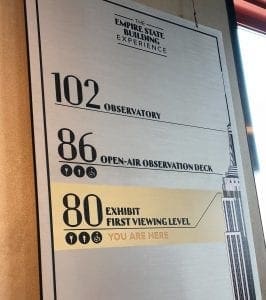 THE
EMPIRE STATE
BUILDING
EXPERIENCE
102 OBSERVATORY
86 OPEN-AIR OBSERVATION DECK
80 EXHIBIT
FIRST VIEWING LEVEL
YOU ARE HERE